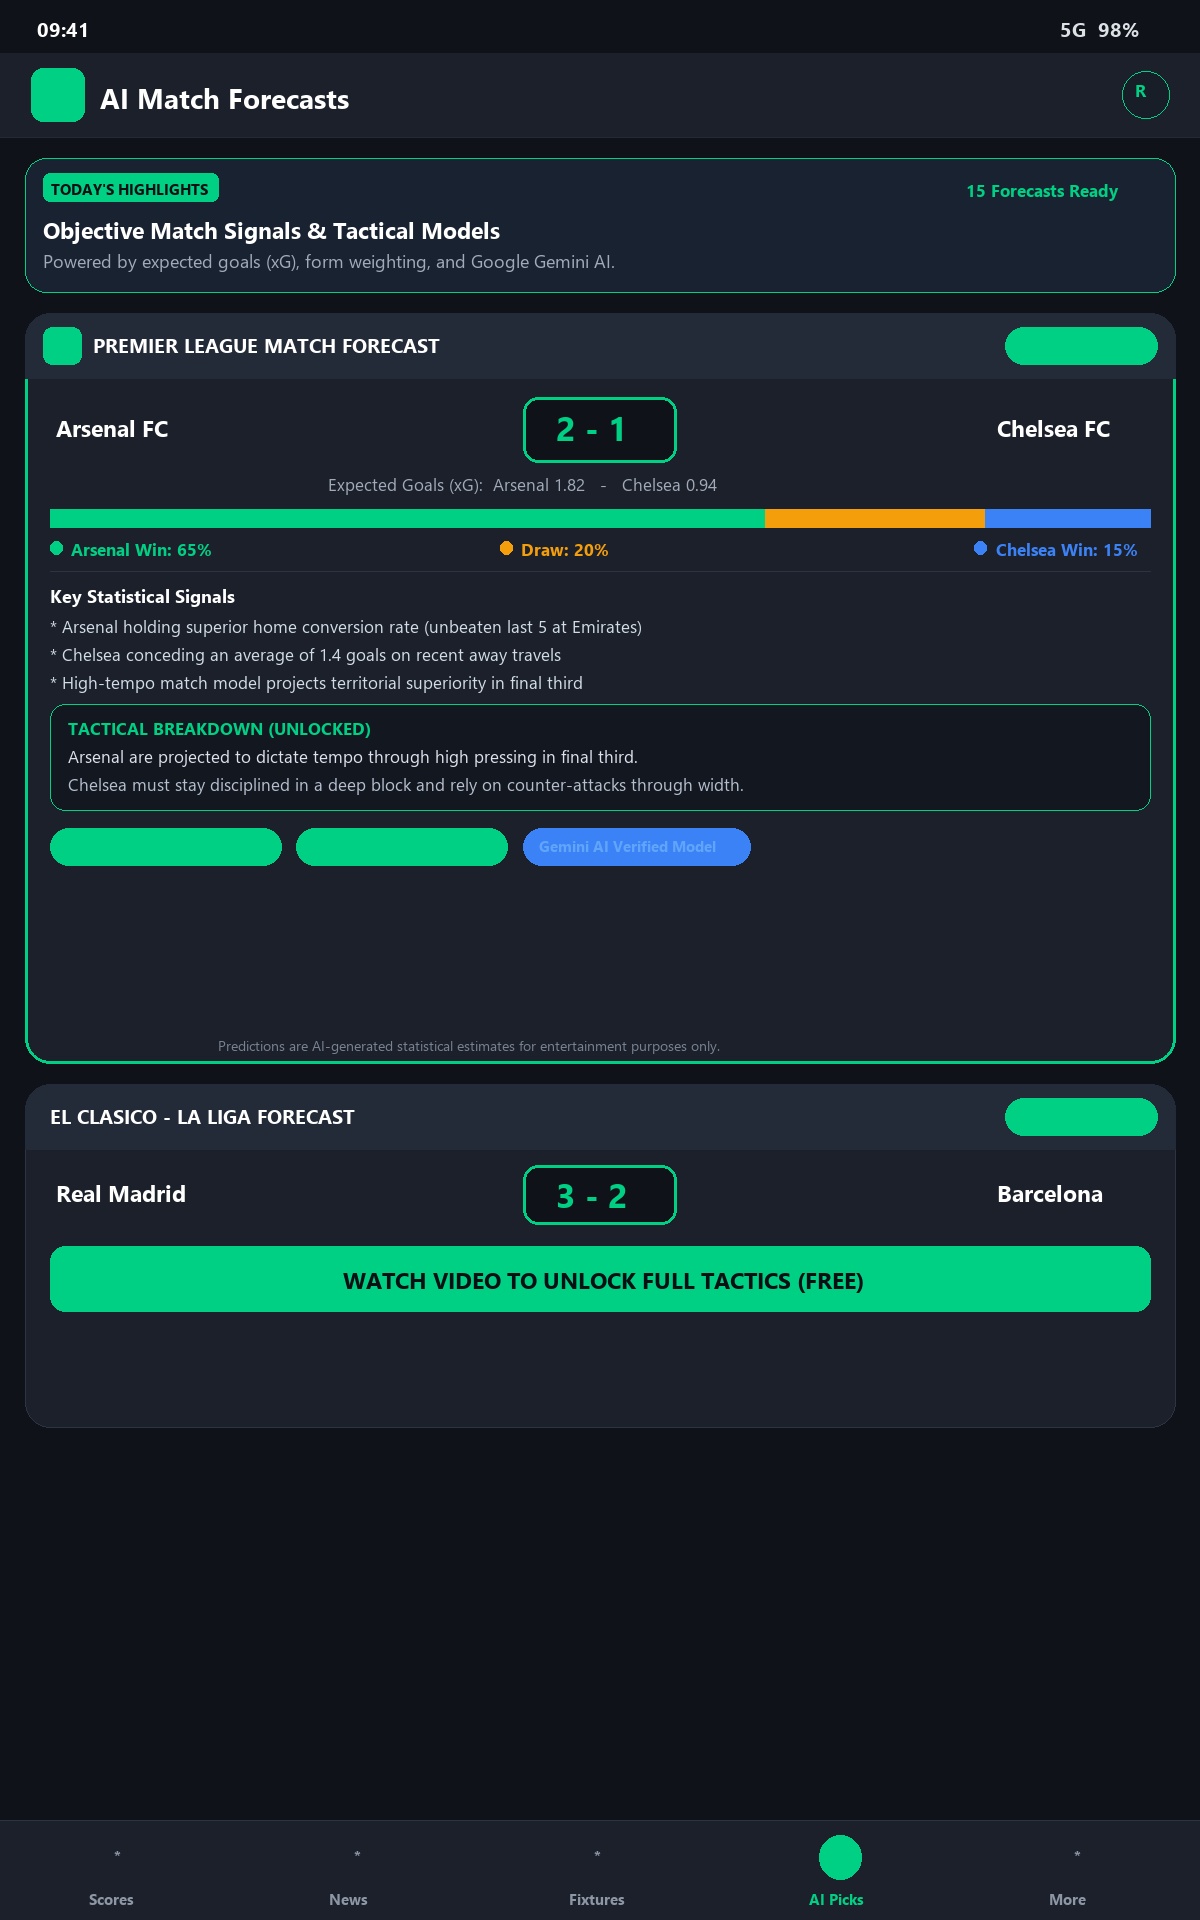 09:41
5G 98%
AI Match Forecasts
R
TODAY'S HIGHLIGHTS
15 Forecasts Ready
Objective Match Signals & Tactical Models
Powered by expected goals (xG), form weighting, and Google Gemini AI.
PREMIER LEAGUE MATCH FORECAST
Arsenal FC
2 - 1
Chelsea FC
Expected Goals (xG): Arsenal 1.82 - Chelsea 0.94
Arsenal Win: 65%
Draw: 20%
Chelsea Win: 15%
Key Statistical Signals
* Arsenal holding superior home conversion rate (unbeaten last 5 at Emirates)
* Chelsea conceding an average of 1.4 goals on recent away travels
* High-tempo match model projects territorial superiority in final third
TACTICAL BREAKDOWN (UNLOCKED)
Arsenal are projected to dictate tempo through high pressing in final third.
Chelsea must stay disciplined in a deep block and rely on counter-attacks through width.
Gemini AI Verified Model
Predictions are AI-generated statistical estimates for entertainment purposes only.
EL CLASICO - LA LIGA FORECAST
Real Madrid
3 - 2
Barcelona
WATCH VIDEO TO UNLOCK FULL TACTICS (FREE)
* * * *
Scores
News
Fixtures
AI Picks
More